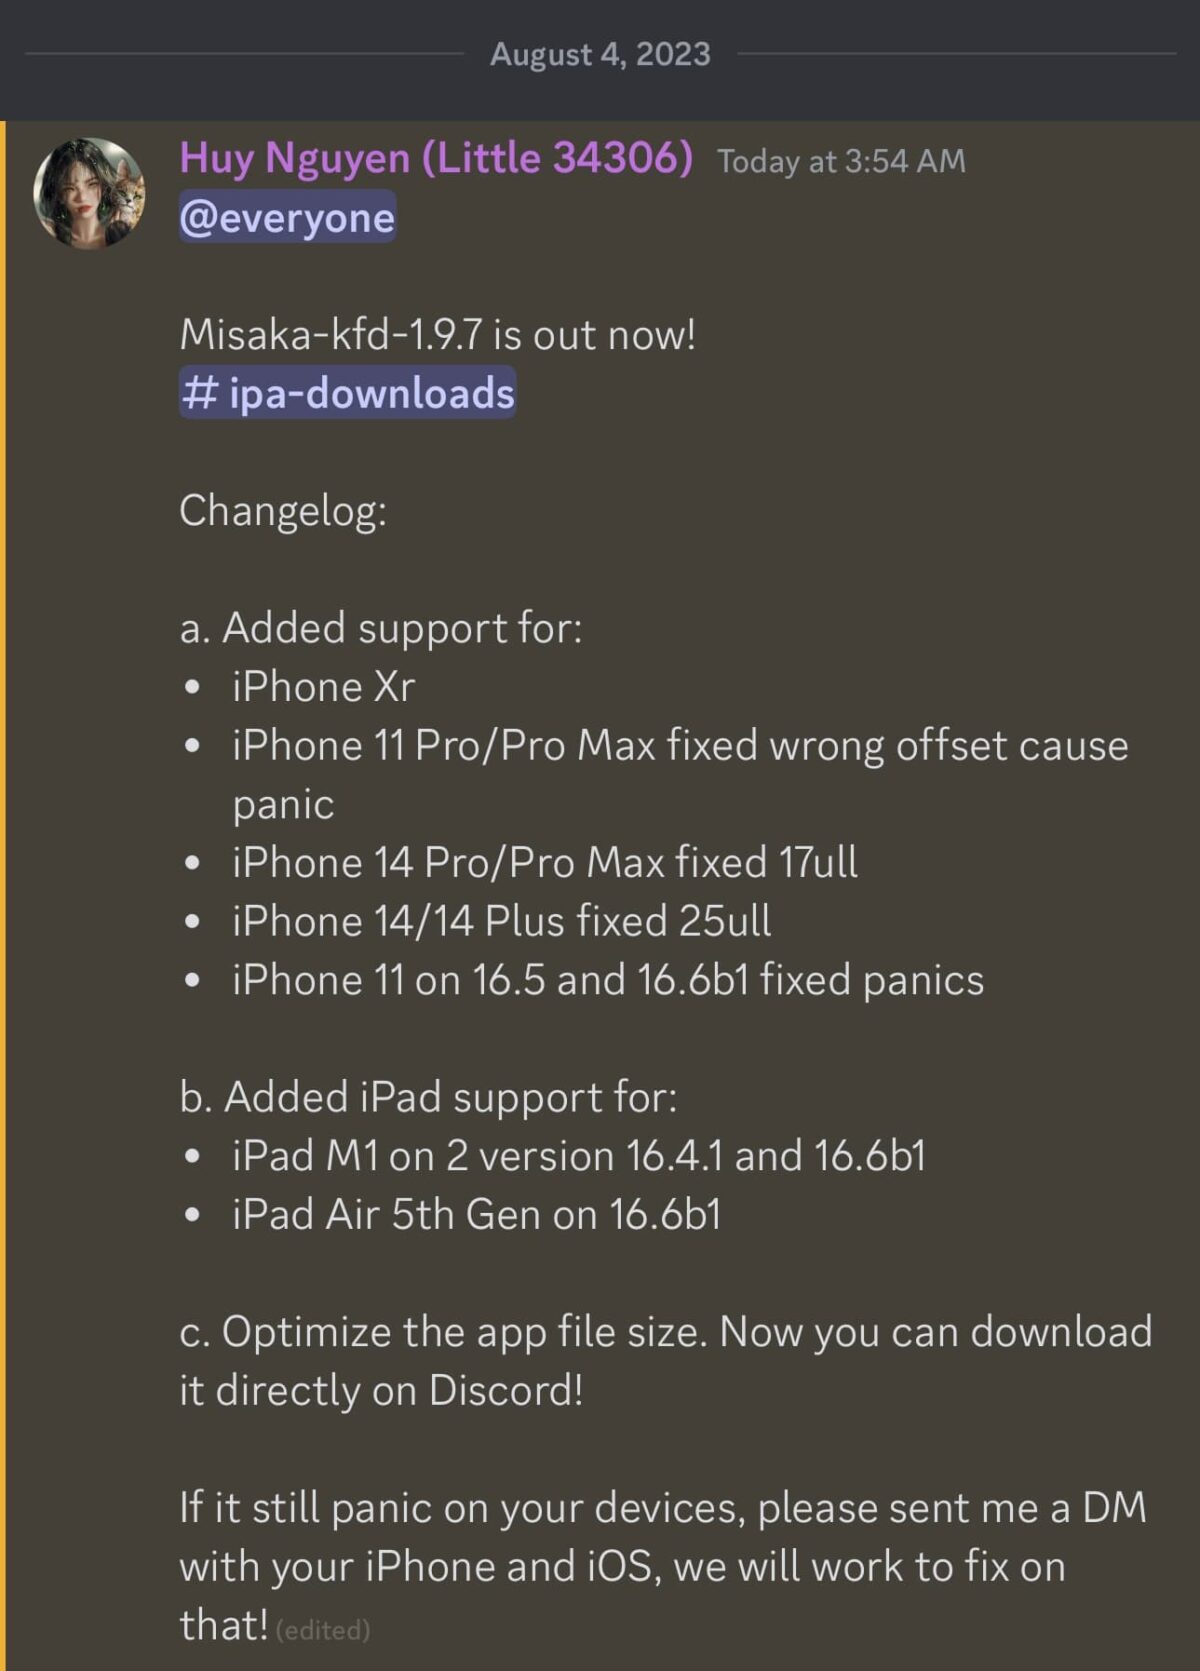 August 4, 2023
Huy Nguyen (Little 34306) Today at 3:54 AM
@everyone
Misaka-kfd-1.9.7 is out now!
# ipa-downloads
Changelog:
a. Added support for:
• iPhone Xr
• iPhone 11 Pro/Pro Max fixed wrong offset cause
panic
• iPhone 14 Pro/Pro Max fixed 17ull
• iPhone 14/14 Plus fixed 25ull
• iPhone 11 on 16.5 and 16.6b1 fixed panics
b. Added iPad support for:
• iPad M1 on 2 version 16.4.1 and 16.6b1
• iPad Air 5th Gen on 16.6b1
c. Optimize the app file size. Now you can download
it directly on Discord!
If it still panic on your devices, please sent me a DM
with your iPhone and iOS, we will work to fix on
that! (edited)